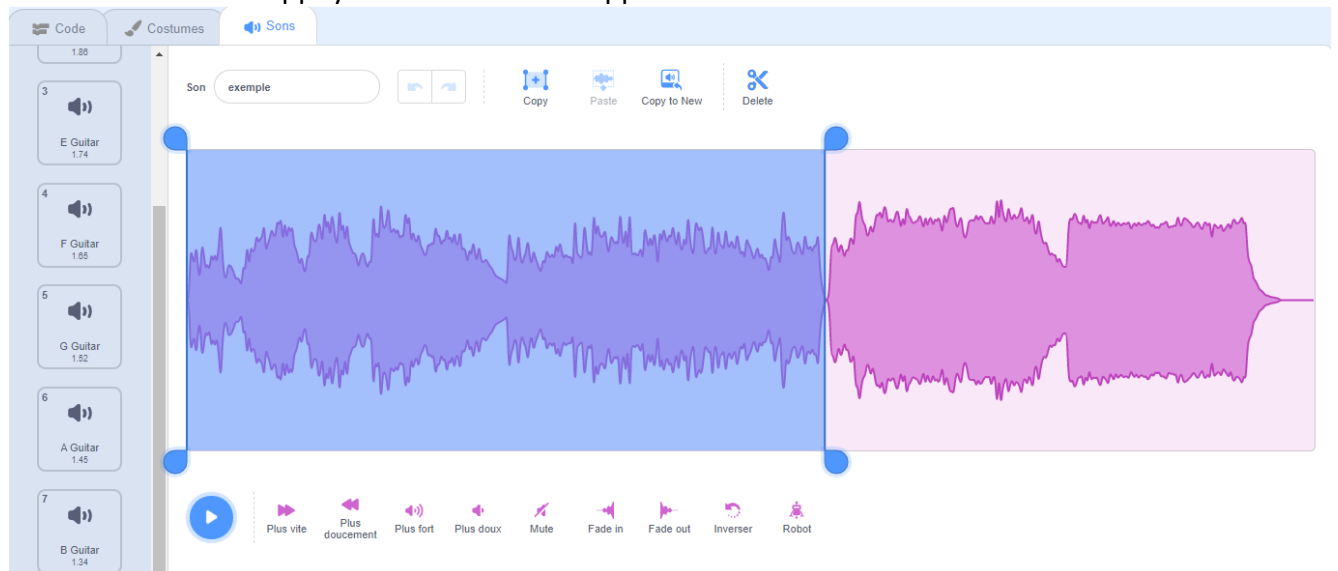 Code
Costumes
Sons
1.86
3
E Guitar
1.74
4
F Guitar
1.65
5
G Guitar
1.52
6
A Guitar
1.45
7
B Guitar
1.34
Son exemple
Copy
Paste
Copy to New
Delete
Plus vite
Plus
doucement
Plus fort
Plus doux
Mute
Fade in
Fade out
Inverser
Robot